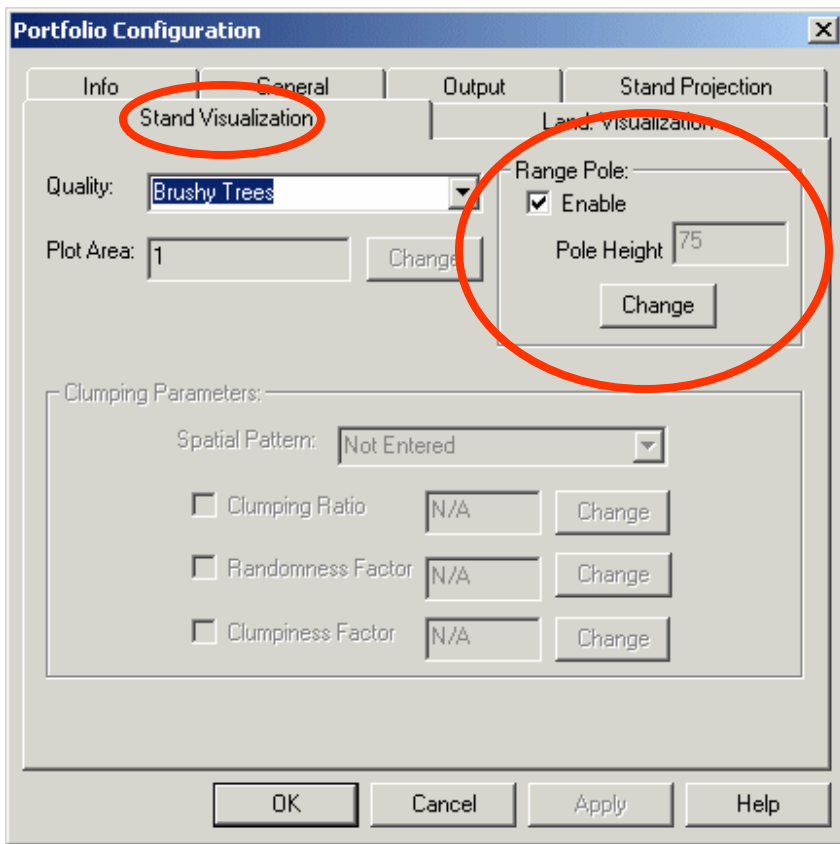 Portfolio Configuration
Info General Output Stand Projection
Stand Visualization Land. Visualization
Quality: Brushy Trees
Plot Area: 1 Change
Range Pole:
Enable
Pole Height 75
Change
Clumping Parameters:
Spatial Pattern: Not Entered
Clumping Ratio N/A Change
Randomness Factor N/A Change
Clumpiness Factor N/A Change
OK Cancel Apply Help